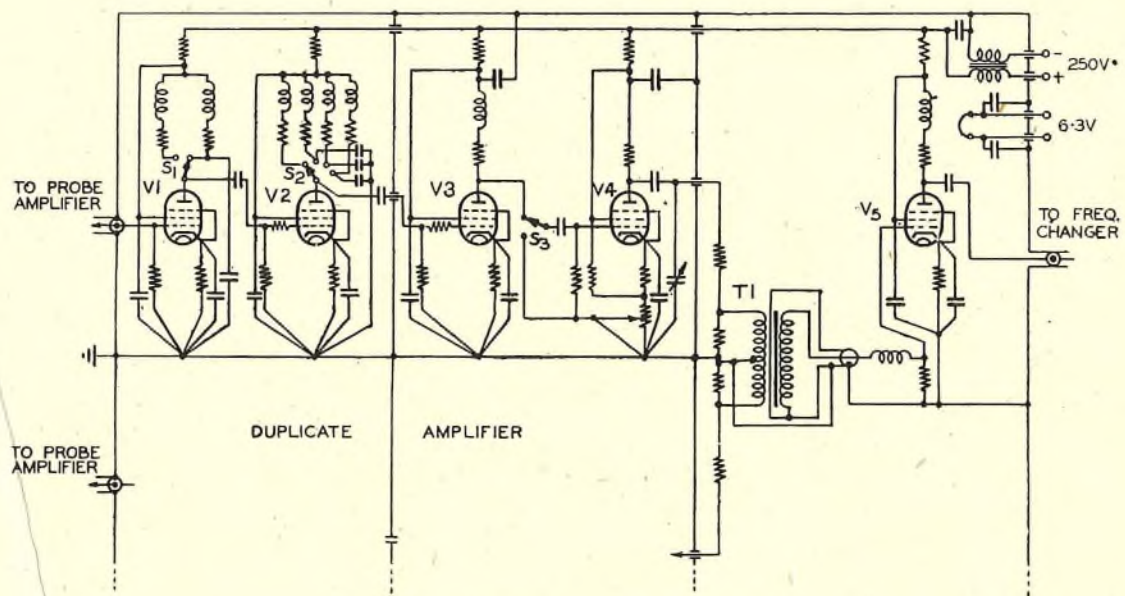 250V
-
+
6·3V
S1
S2
V1
V2
V3
V4
V5
S3
TO PROBE
AMPLIFIER
TO FREQ.
CHANGER
T1
DUPLICATE AMPLIFIER
TO PROBE
AMPLIFIER